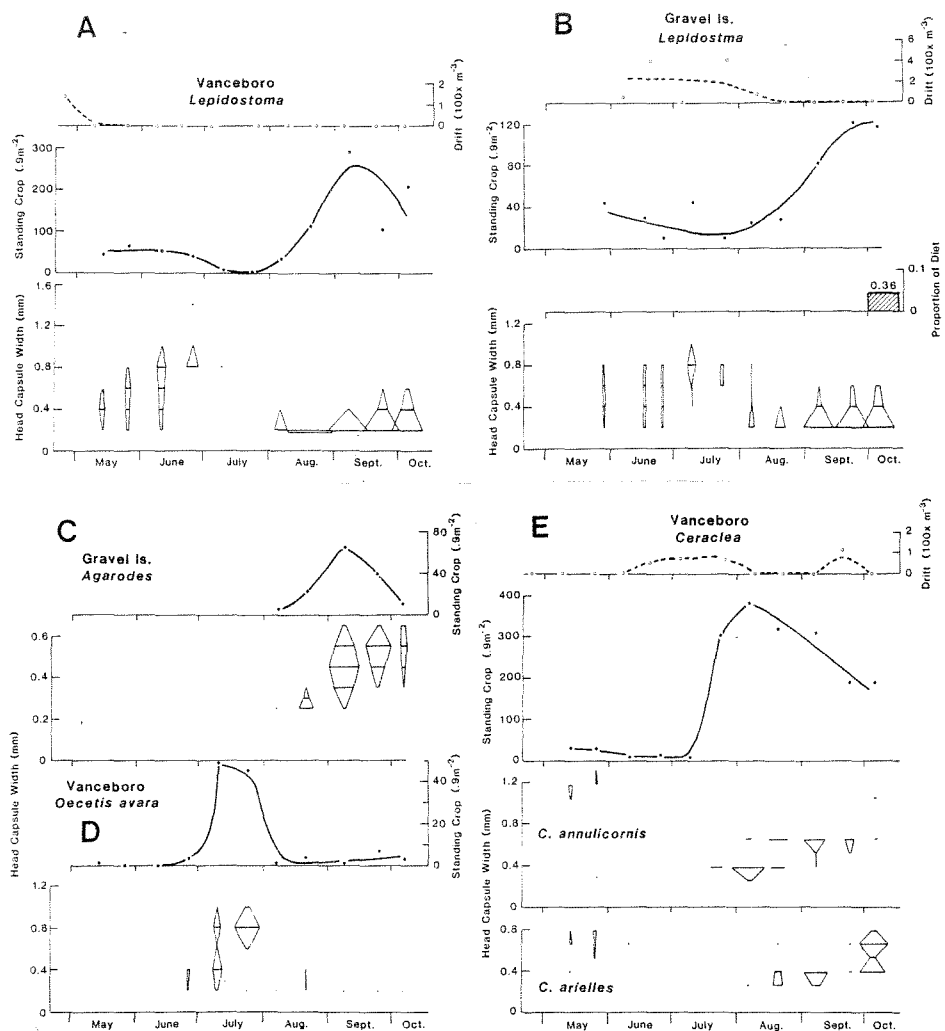 A
Vanceboro
Lepidostoma
2
1
0
Drift (100x m-3)
Standing Crop (.9m-2)
300
200
100
0
Head Capsule Width (mm)
1.6
1.2
0.8
0.4
0
May June July Aug. Sept. Oct.
B
Gravel Is.
Lepidostma
6
4
2
0
Drift (100x m-3)
Standing Crop (.9m-2)
120
80
40
0
Proportion of Diet
0.1
0
0.36
Head Capsule Width (mm)
1.2
0.8
0.4
0
May June July Aug. Sept. Oct.
C
Gravel Is.
Agarodes
80
40
0
Standing Crop (.9m-2)
0.6
0.4
0.2
0
Head Capsule Width (mm)
Vanceboro
Oecetis avara
D
40
20
0
Standing Crop (.9m-2)
1.2
0.8
0.4
0
May June July Aug. Sept. Oct.
E
Vanceboro
Ceraclea
2
1
0
Drift (100x m-3)
Standing Crop (.9m-2)
400
300
200
100
0
Head Capsule Width (mm)
1.2
0.8
0.4
0
C. annulicornis
0.8
0.4
0
C. arielles
May June July Aug. Sept. Oct.